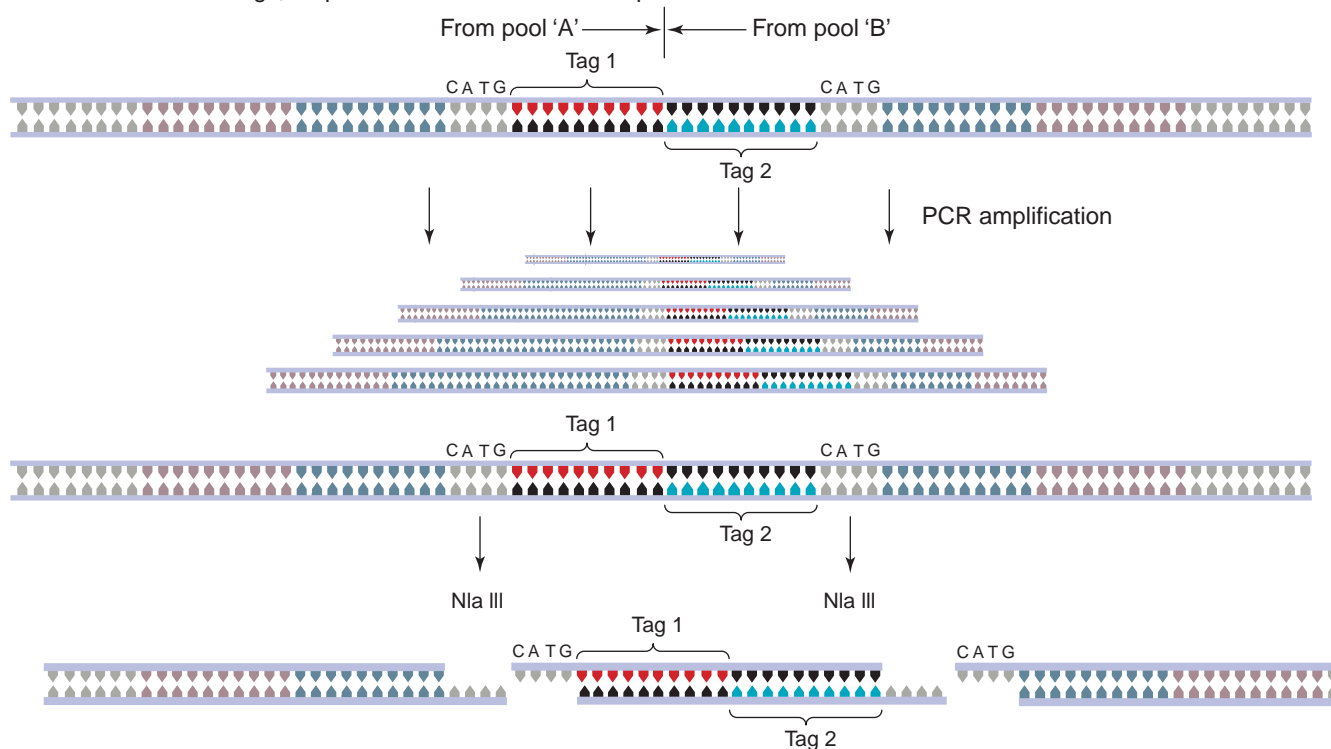 From pool ‘A’ From pool ‘B’
Tag 1
CATG CATG
Tag 2
PCR amplification
Tag 1
CATG CATG
Tag 2
Nla III Nla III
Tag 1
CATG CATG
Tag 2